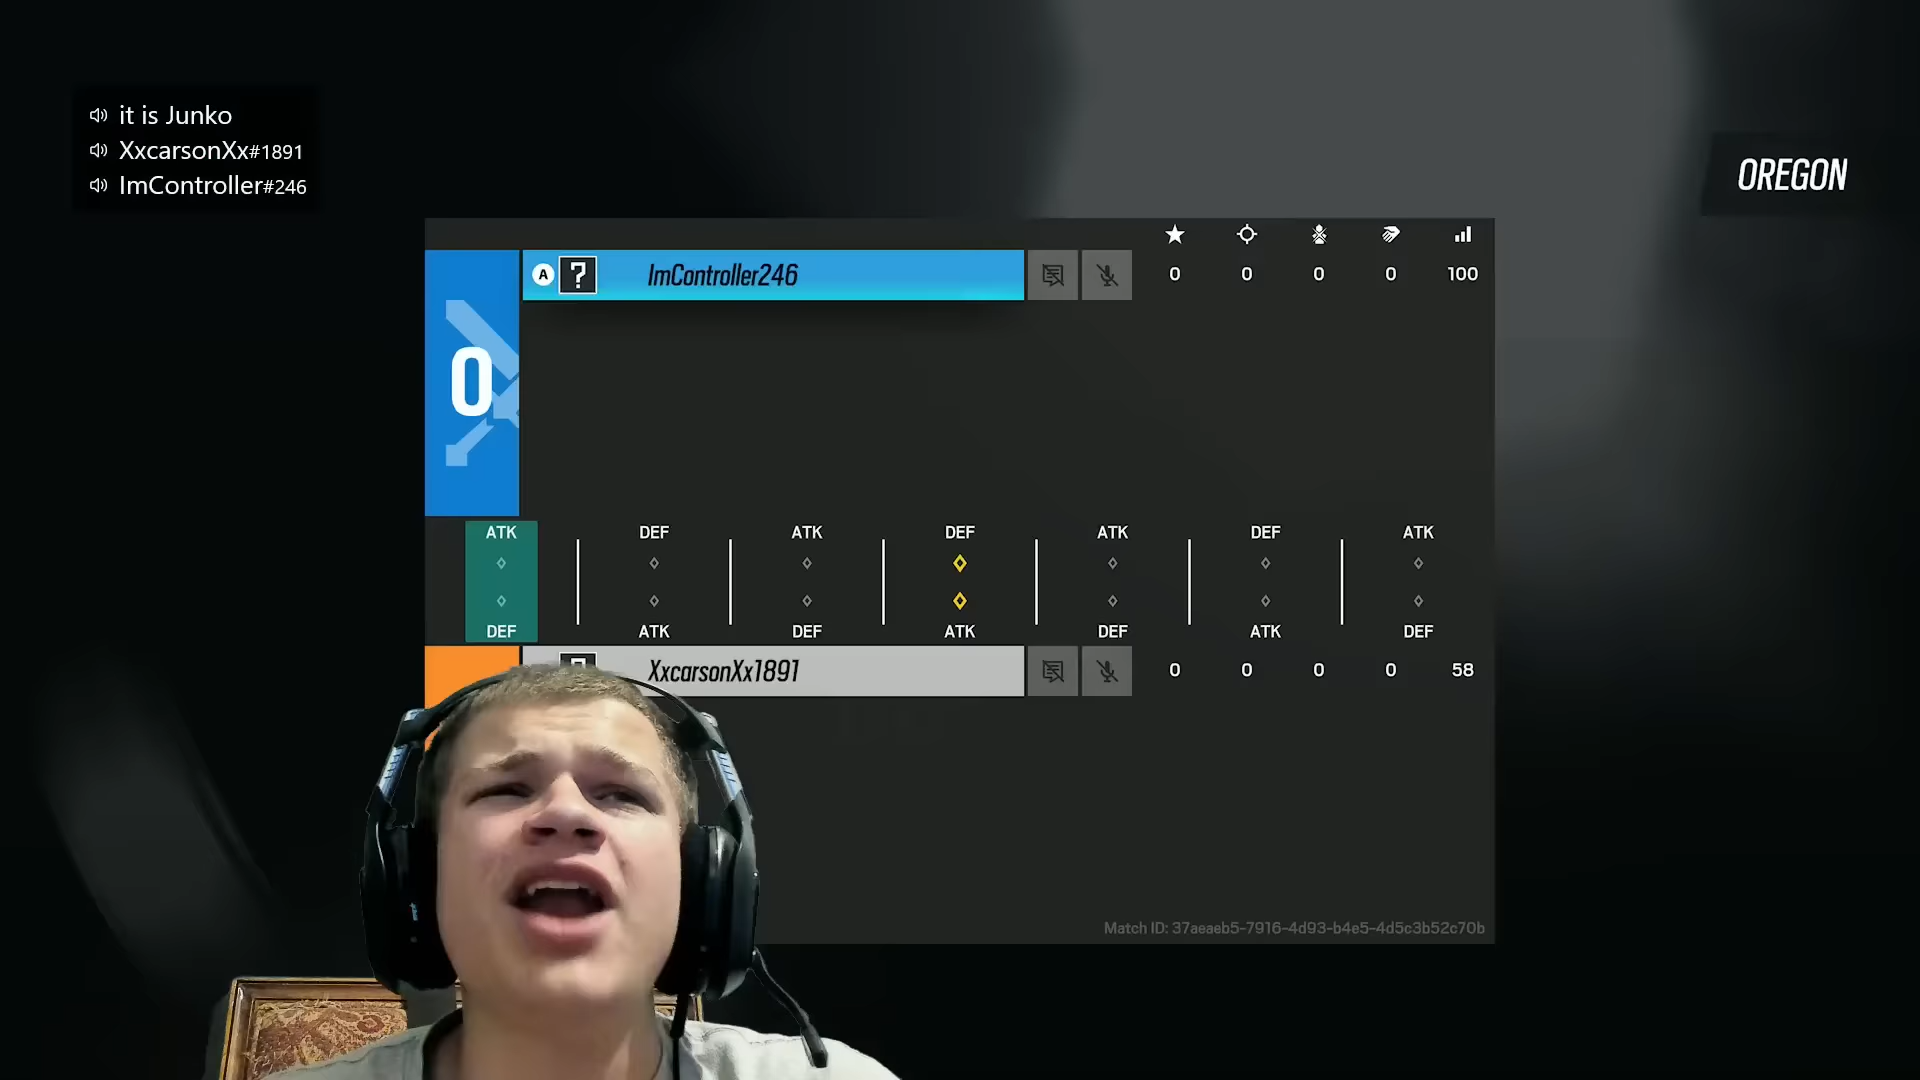 it is Junko
XxcarsonXx#1891
ImController#246
OREGON
A ? ImController246 0 0 0 0 100
0
ATK DEF ATK DEF ATK DEF ATK
DEF ATK DEF ATK DEF ATK DEF
XxcarsonXx1891 0 0 0 0 58
Match ID: 37aeaeb5-7916-4d93-b4e5-4d5c3b52c70b